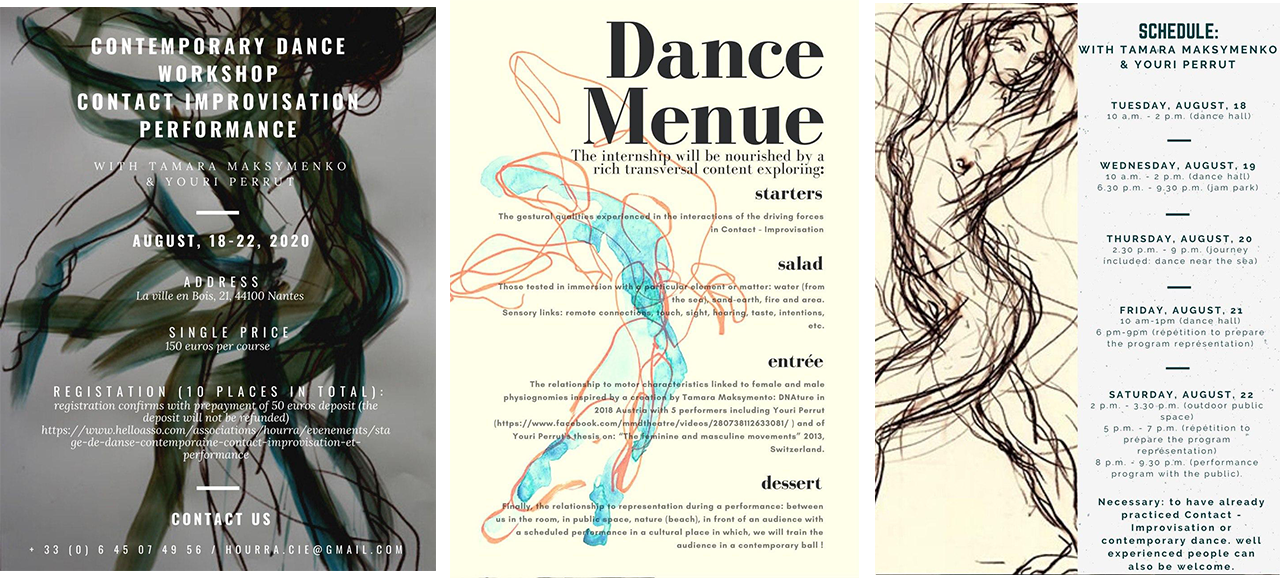 CONTEMPORARY DANCE
WORKSHOP
CONTACT IMPROVISATION
PERFORMANCE
WITH TAMARA MAKSYMENKO
& YOURI PERRUT
AUGUST, 18-22, 2020
ADDRESS
La ville en Bois, 21, 44100 Nantes
SINGLE PRICE
150 euros per course
REGISTATION (10 PLACES IN TOTAL):
registration confirms with prepayment of 50 euros deposit (the
deposit will not be refunded)
https://www.helloasso.com/associations/hourra/evenements/sta
ge-de-danse-contemporaine-contact-improvisation-et-
performance
CONTACT US
+ 33 (0) 6 45 07 49 56 / HOURRA.CIE@GMAIL.COM
Dance
Menue
The internship will be nourished by a
rich transversal content exploring:
starters
The gestural qualities experienced in the interactions of the driving forces
in Contact - Improvisation
salad
Those tested in immersion with a particular element or matter: water (from
the sea), sand-earth, fire and area.
Sensory links: remote connections, touch, sight, hearing, taste, intentions,
etc.
entrée
The relationship to motor characteristics linked to female and male
physiognomies inspired by a creation by Tamara Maksymento: DNAture in
2018 Austria with 5 performers including Youri Perrut
(https://www.facebook.com/mmdtheatre/videos/280738112633081/ ) and of
Youri Perrut's thesis on: "The feminine and masculine movements" 2013,
Switzerland.
dessert
Finally, the relationship to representation during a performance: between
us in the room, in public space, nature (beach), in front of an audience with
a scheduled performance in a cultural place in which, we will train the
audience in a contemporary ball !
SCHEDULE:
WITH TAMARA MAKSYMENKO
& YOURI PERRUT
TUESDAY, AUGUST, 18
10 a.m. - 2 p.m. (dance hall)
WEDNESDAY, AUGUST, 19
10 a.m. - 2 p.m. (dance hall)
6.30 p.m. - 9.30 p.m. (jam park)
THURSDAY, AUGUST, 20
2.30 p.m. - 9 p.m. (journey
included: dance near the sea)
FRIDAY, AUGUST, 21
10 am-1pm (dance hall)
6 pm-9pm (répétition to prepare
the program représentation)
SATURDAY, AUGUST, 22
2 p.m. - 3.30 p.m. (outdoor public
space)
5 p.m. - 7 p.m. (répétition to
prepare the program
représentation)
8 p.m. - 9.30 p.m. (performance
program with the public).
Necessary: to have already
practiced Contact -
Improvisation or
contemporary dance. well
experienced people can
also be welcome.